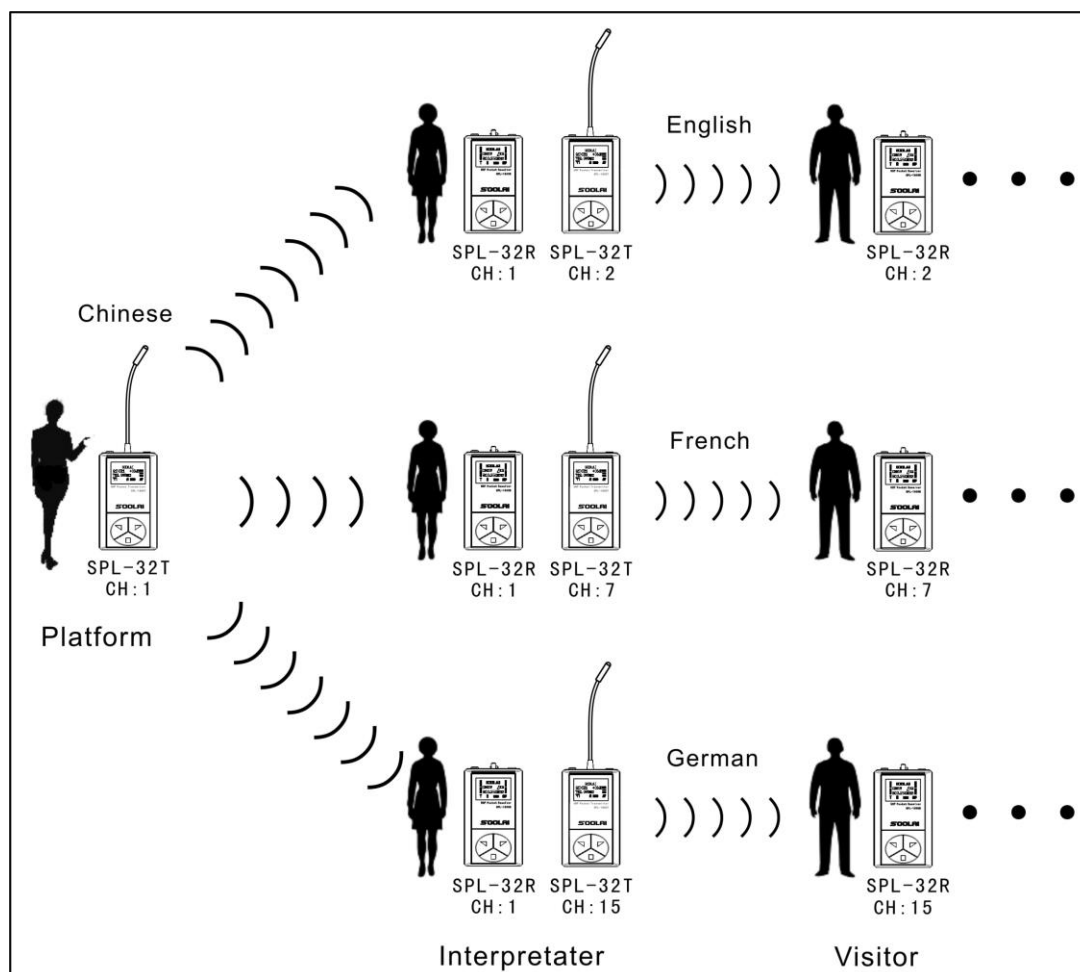 English
SPL-32R
CH:1
SPL-32T
CH:2
SPL-32R
CH:2
Chinese
French
SPL-32T
CH:1
SPL-32R
CH:1
SPL-32T
CH:7
SPL-32R
CH:7
Platform
German
SPL-32R
CH:1
SPL-32T
CH:15
SPL-32R
CH:15
Interpretater
Visitor